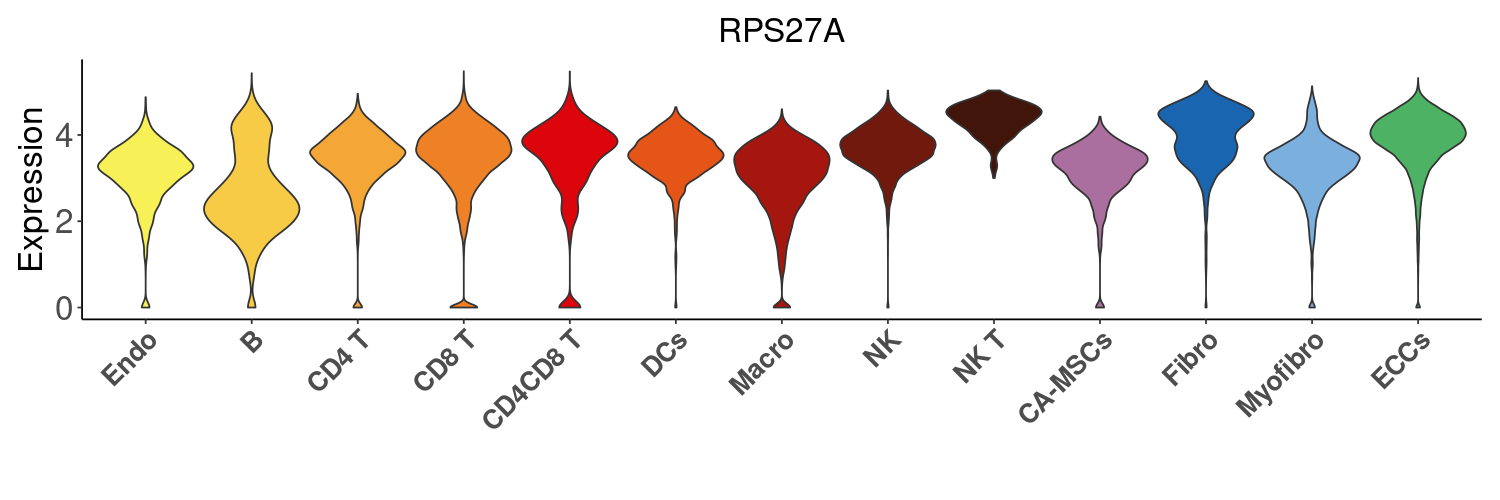 RPS27A
Expression
4
2
0
Endo
B
CD4 T
CD8 T
CD4CD8 T
DCs
Macro
NK
NK T
CA-MSCs
Fibro
Myofibro
ECCs